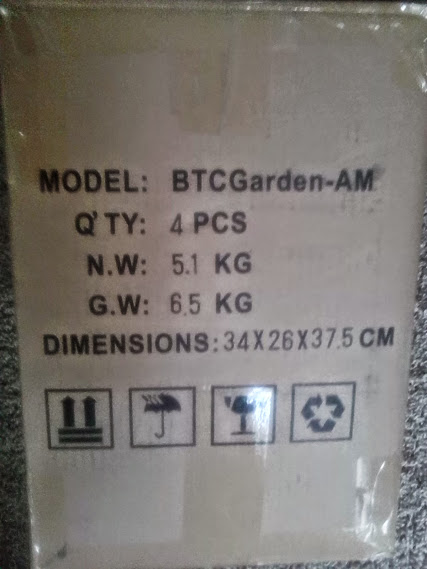 MODEL: BTCGarden-AM
Q'TY: 4 PCS
N.W: 5.1 KG
G.W: 6.5 KG
DIMENSIONS: 34X26X37.5 CM